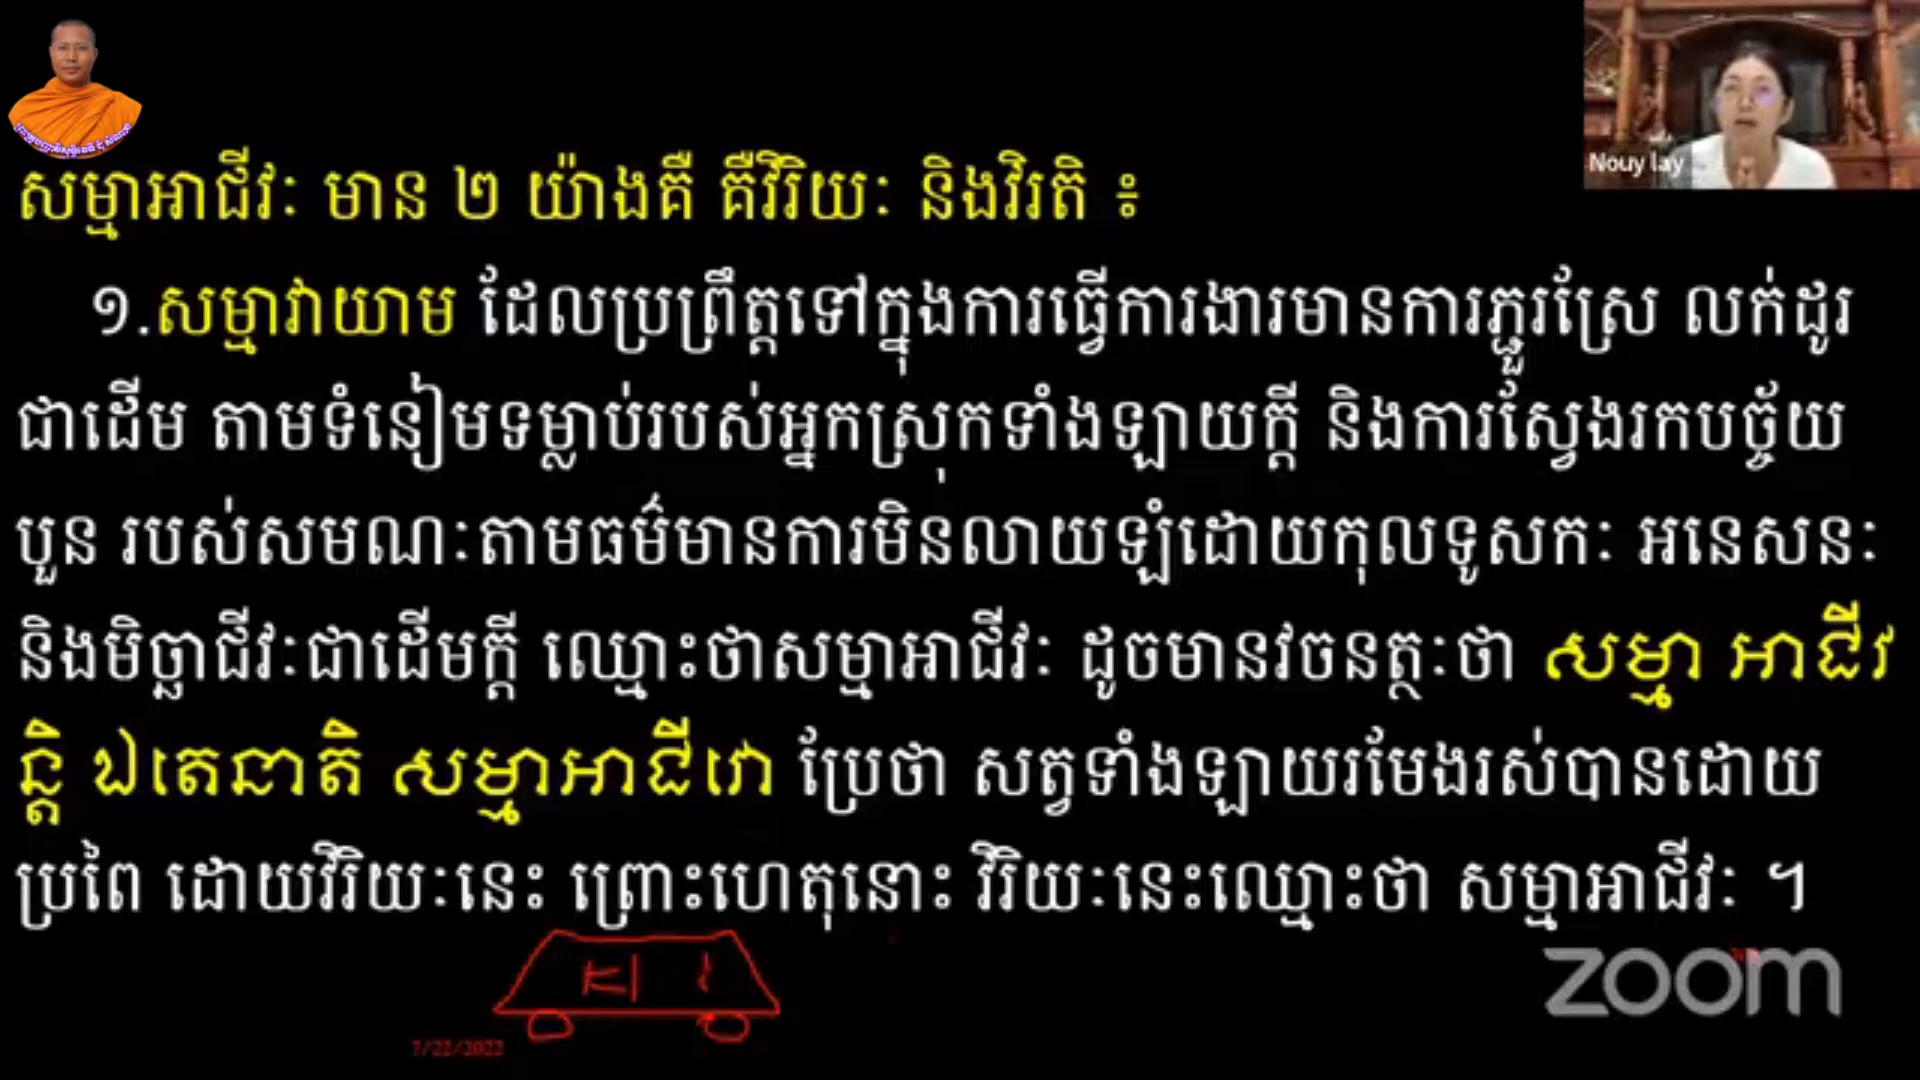 Nouy lay
សម្មាអាជីវៈ មាន ២ យ៉ាងគឺ គឺវិរិយៈ និងវិរតិ ៖
១.សម្មាវាយាម ដែលប្រព្រឹត្តទៅក្នុងការធ្វើការងារមានការភ្ជួរស្រែ លក់ដូរ
ជាដើម តាមទំនៀមទម្លាប់របស់អ្នកស្រុកទាំងឡាយក្តី និងការស្វែងរកបច្ច័យ
បួន របស់សមណៈតាមធម៌មានការមិនលាយឡំដោយកុលទូសកៈ អនេសនៈ
និងមិច្ឆាជីវៈជាដើមក្តី ឈ្មោះថាសម្មាអាជីវៈ ដូចមានវចនត្ថៈថា សម្មា អាជីវ
ន្តិ ឯតេនាតិ សម្មាអាជីវោ ប្រែថា សត្វទាំងឡាយរមែងរស់បានដោយ
ប្រពៃ ដោយវិរិយៈនេះ ព្រោះហេតុនោះ វិរិយៈនេះឈ្មោះថា សម្មាអាជីវៈ ។
zoom
7/22/2022